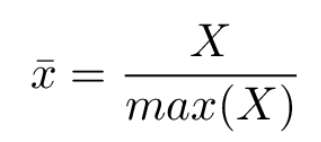 x̄ = X / max(X)